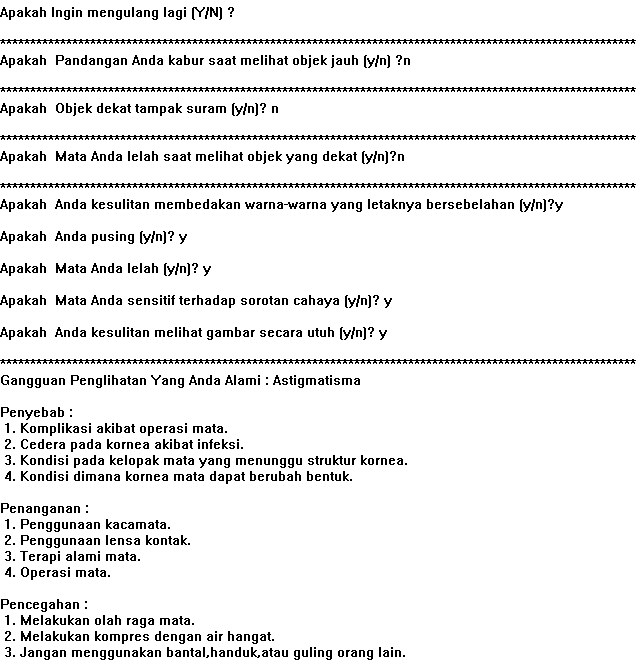 Apakah Ingin mengulang lagi (Y/N) ?
**********************************************************************************************************
Apakah  Pandangan Anda kabur saat melihat objek jauh (y/n) ?n
**********************************************************************************************************
Apakah  Objek dekat tampak suram (y/n)? n
**********************************************************************************************************
Apakah  Mata Anda lelah saat melihat objek yang dekat (y/n)?n
**********************************************************************************************************
Apakah  Anda kesulitan membedakan warna-warna yang letaknya bersebelahan (y/n)?y
Apakah  Anda pusing (y/n)? y
Apakah  Mata Anda lelah (y/n)? y
Apakah  Mata Anda sensitif terhadap sorotan cahaya (y/n)? y
Apakah  Anda kesulitan melihat gambar secara utuh (y/n)? y
**********************************************************************************************************
Gangguan Penglihatan Yang Anda Alami : Astigmatisma
Penyebab :
1. Komplikasi akibat operasi mata.
2. Cedera pada kornea akibat infeksi.
3. Kondisi pada kelopak mata yang menunggu struktur kornea.
4. Kondisi dimana kornea mata dapat berubah bentuk.
Penanganan :
1. Penggunaan kacamata.
2. Penggunaan lensa kontak.
3. Terapi alami mata.
4. Operasi mata.
Pencegahan :
1. Melakukan olah raga mata.
2. Melakukan kompres dengan air hangat.
3. Jangan menggunakan bantal,handuk,atau guling orang lain.